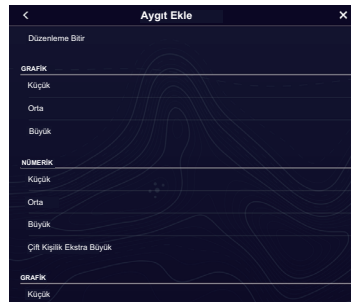 Aygıt Ekle
Düzenleme Bitir
GRAFİK
Küçük
Orta
Büyük
NÜMERİK
Küçük
Orta
Büyük
Çift Kişilik Ekstra Büyük
GRAFİK
Küçük